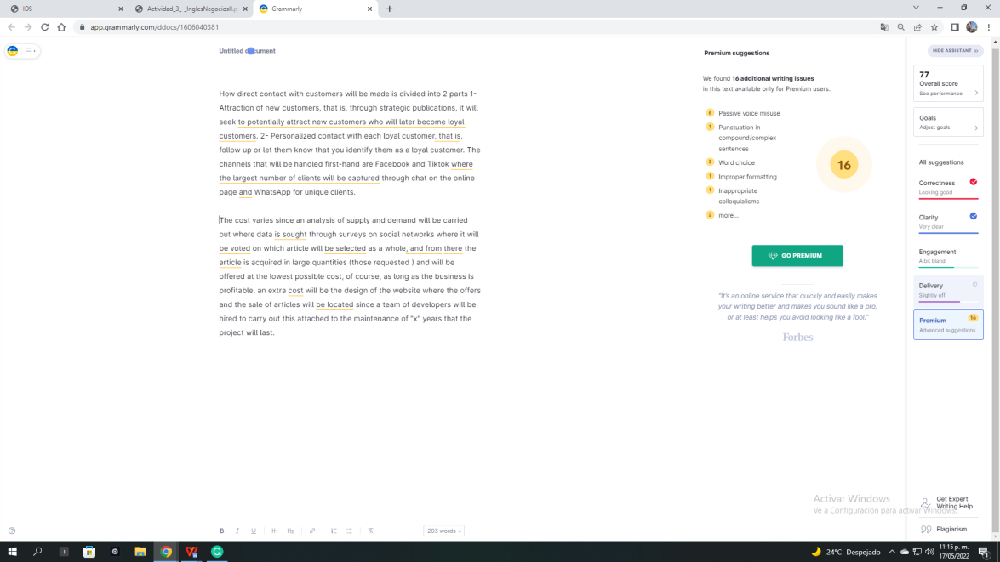 IDS
Actividad_3_-_InglesNegociosII.p
Grammarly
app.grammarly.com/ddocs/1606040381
Untitled document
How direct contact with customers will be made is divided into 2 parts 1-
Attraction of new customers, that is, through strategic publications, it will
seek to potentially attract new customers who will later become loyal
customers. 2- Personalized contact with each loyal customer, that is,
follow up or let them know that you identify them as a loyal customer. The
channels that will be handled first-hand are Facebook and Tiktok where
the largest number of clients will be captured through chat on the online
page and WhatsApp for unique clients.
The cost varies since an analysis of supply and demand will be carried
out where data is sought through surveys on social networks where it will
be voted on which article will be selected as a whole, and from there the
article is acquired in large quantities (those requested ) and will be
offered at the lowest possible cost, of course, as long as the business is
profitable, an extra cost will be the design of the website where the offers
and the sale of articles will be located since a team of developers will be
hired to carry out this attached to the maintenance of "x" years that the
project will last.
B I U H1 H2
203 words
Premium suggestions
We found 16 additional writing issues
in this text available only for Premium users.
6 Passive voice misuse
3 Punctuation in
compound/complex
sentences
3 Word choice
1 Improper formatting
1 Inappropriate
colloquialisms
2 more...
16
GO PREMIUM
"It's an online service that quickly and easily makes
your writing better and makes you sound like a pro,
or at least helps you avoid looking like a fool."
Forbes
HIDE ASSISTANT
77
Overall score
See performance
Goals
Adjust goals
All suggestions
Correctness
Looking good
Clarity
Very clear
Engagement
A bit bland
Delivery
Slightly off
Premium 16
Advanced suggestions
Get Expert
Writing Help
Plagiarism
Activar Windows
Ve a Configuración para activar Windows.
24°C Despejado
11:15 p. m.
17/05/2022
1